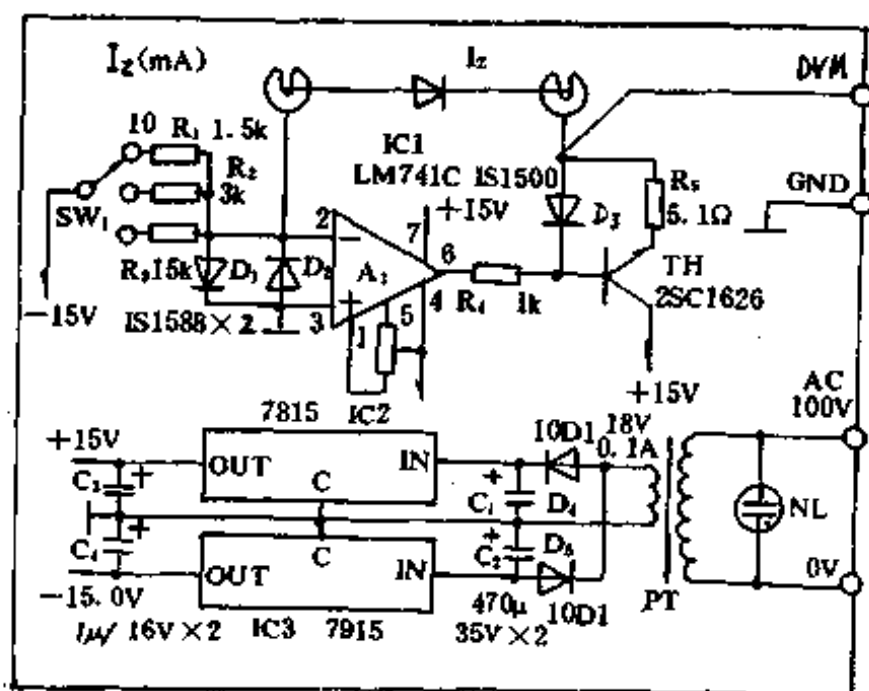 I_z(mA)
I_z
DVM
10
R₁ 1.5k
R₂
3k
SW₁
R₃ 15k
D₁
D₂
-15V
IS1588×2
IC1
LM741C
IS1500
+15V
2
7
6
A₁
3
1
5
4
R₄
1k
D₃
R₅
5.1Ω
GND
TH
2SC1626
+15V
AC
100V
7815
IC2
+15V
OUT
IN
C
C₃
+
C₄
+
-15.0V
1μ/ 16V×2
OUT
IN
C
IC3
7915
+
C₁
+
C₂
470μ
35V×2
10D1
D₄
D₅
10D1
18V
0.1A
PT
NL
0V